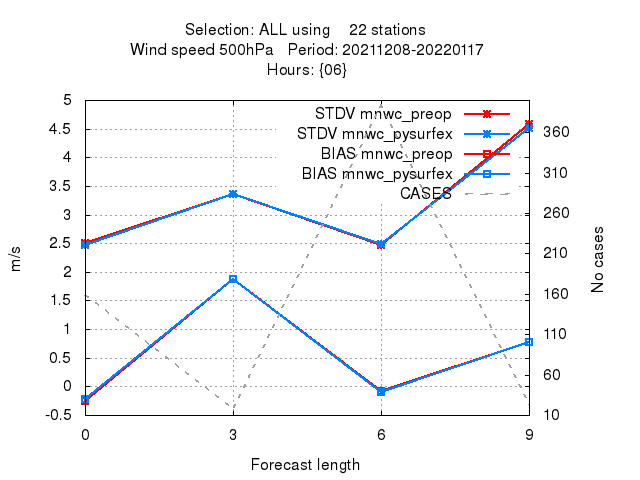 Selection: ALL using 22 stations
Wind speed 500hPa Period: 20211208-20220117
Hours: {06}
STDV mnwc_preop
STDV mnwc_pysurfex
BIAS mnwc_preop
BIAS mnwc_pysurfex
CASES
5
4.5
4
3.5
3
2.5
2
1.5
1
0.5
0
-0.5
m/s
360
310
260
210
160
110
60
10
No cases
0 3 6 9
Forecast length